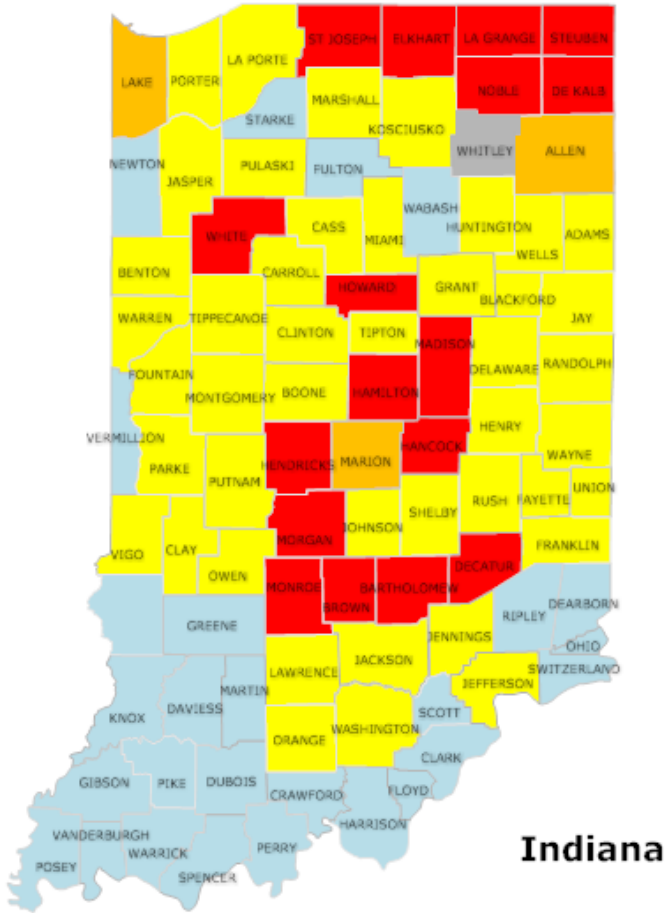 ST JOSEPH
ELKHART
LA GRANGE
STEUBEN
LAKE
PORTER
LA PORTE
NOBLE
DE KALB
MARSHALL
STARKE
KOSCIUSKO
WHITLEY
ALLEN
NEWTON
JASPER
PULASKI
FULTON
WABASH
HUNTINGTON
WELLS
ADAMS
WHITE
CASS
MIAMI
BENTON
CARROLL
HOWARD
GRANT
BLACKFORD
JAY
WARREN
TIPPECANOE
CLINTON
TIPTON
MADISON
DELAWARE
RANDOLPH
FOUNTAIN
MONTGOMERY
BOONE
HAMILTON
HENRY
WAYNE
VERMILLION
PARKE
PUTNAM
HENDRICKS
MARION
HANCOCK
SHELBY
RUSH
FAYETTE
UNION
VIGO
CLAY
OWEN
MORGAN
JOHNSON
FRANKLIN
MONROE
BROWN
BARTHOLOMEW
DECATUR
RIPLEY
DEARBORN
GREENE
LAWRENCE
JACKSON
JENNINGS
OHIO
SWITZERLAND
JEFFERSON
KNOX
DAVIESS
MARTIN
ORANGE
WASHINGTON
SCOTT
CLARK
GIBSON
PIKE
DUBOIS
CRAWFORD
FLOYD
HARRISON
VANDERBURGH
WARRICK
PERRY
POSEY
SPENCER
Indiana